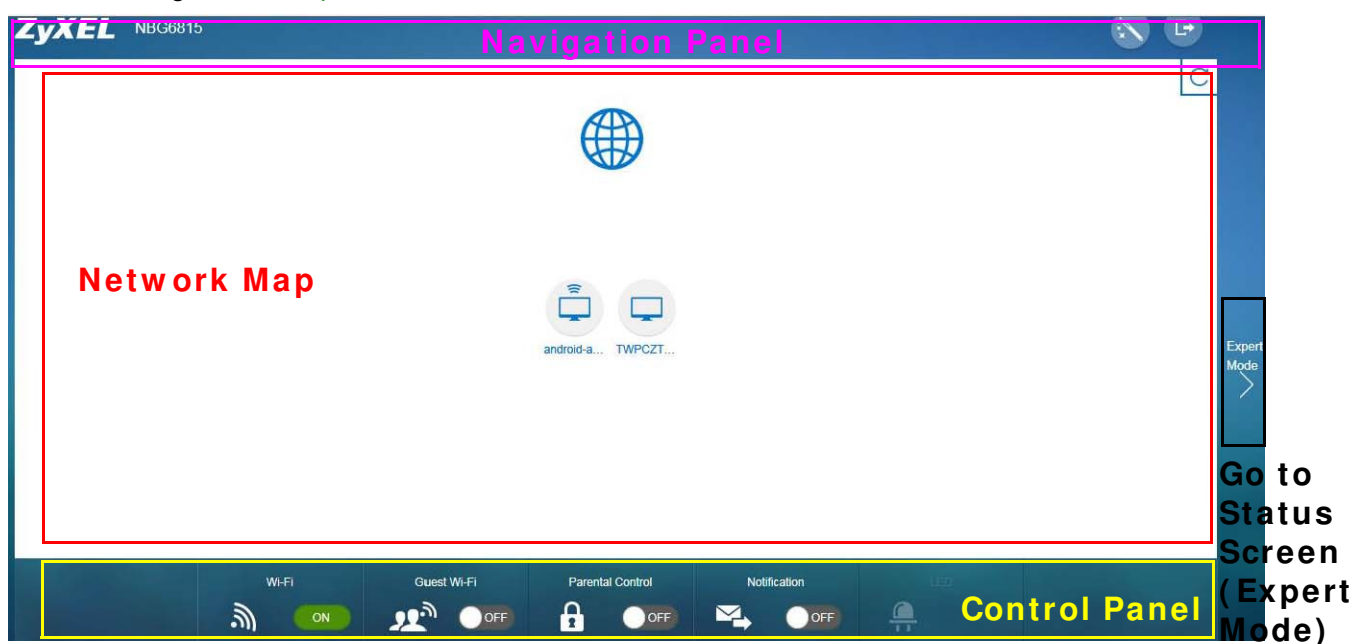 ZyXEL NBG6815
Navigation Panel
Network Map
android-a... TWPCZT...
Expert
Mode
Go to
Status
Screen
(Expert
Mode)
Wi-Fi Guest Wi-Fi Parental Control Notification LED
ON OFF OFF OFF
Control Panel